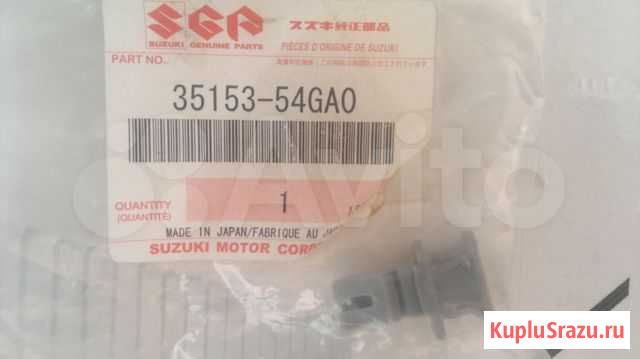 SGP
スズキ純正部品
SUZUKI GENUINE PARTS
PIÈCES D'ORIGINE DE SUZUKI
PART NO..
35153-54GA0
QUANTITY
(QUANTITÉ)
1
MADE IN JAPAN/FABRIQUE AU
SUZUKI MOTOR
Avito
KupluSrazu.ru